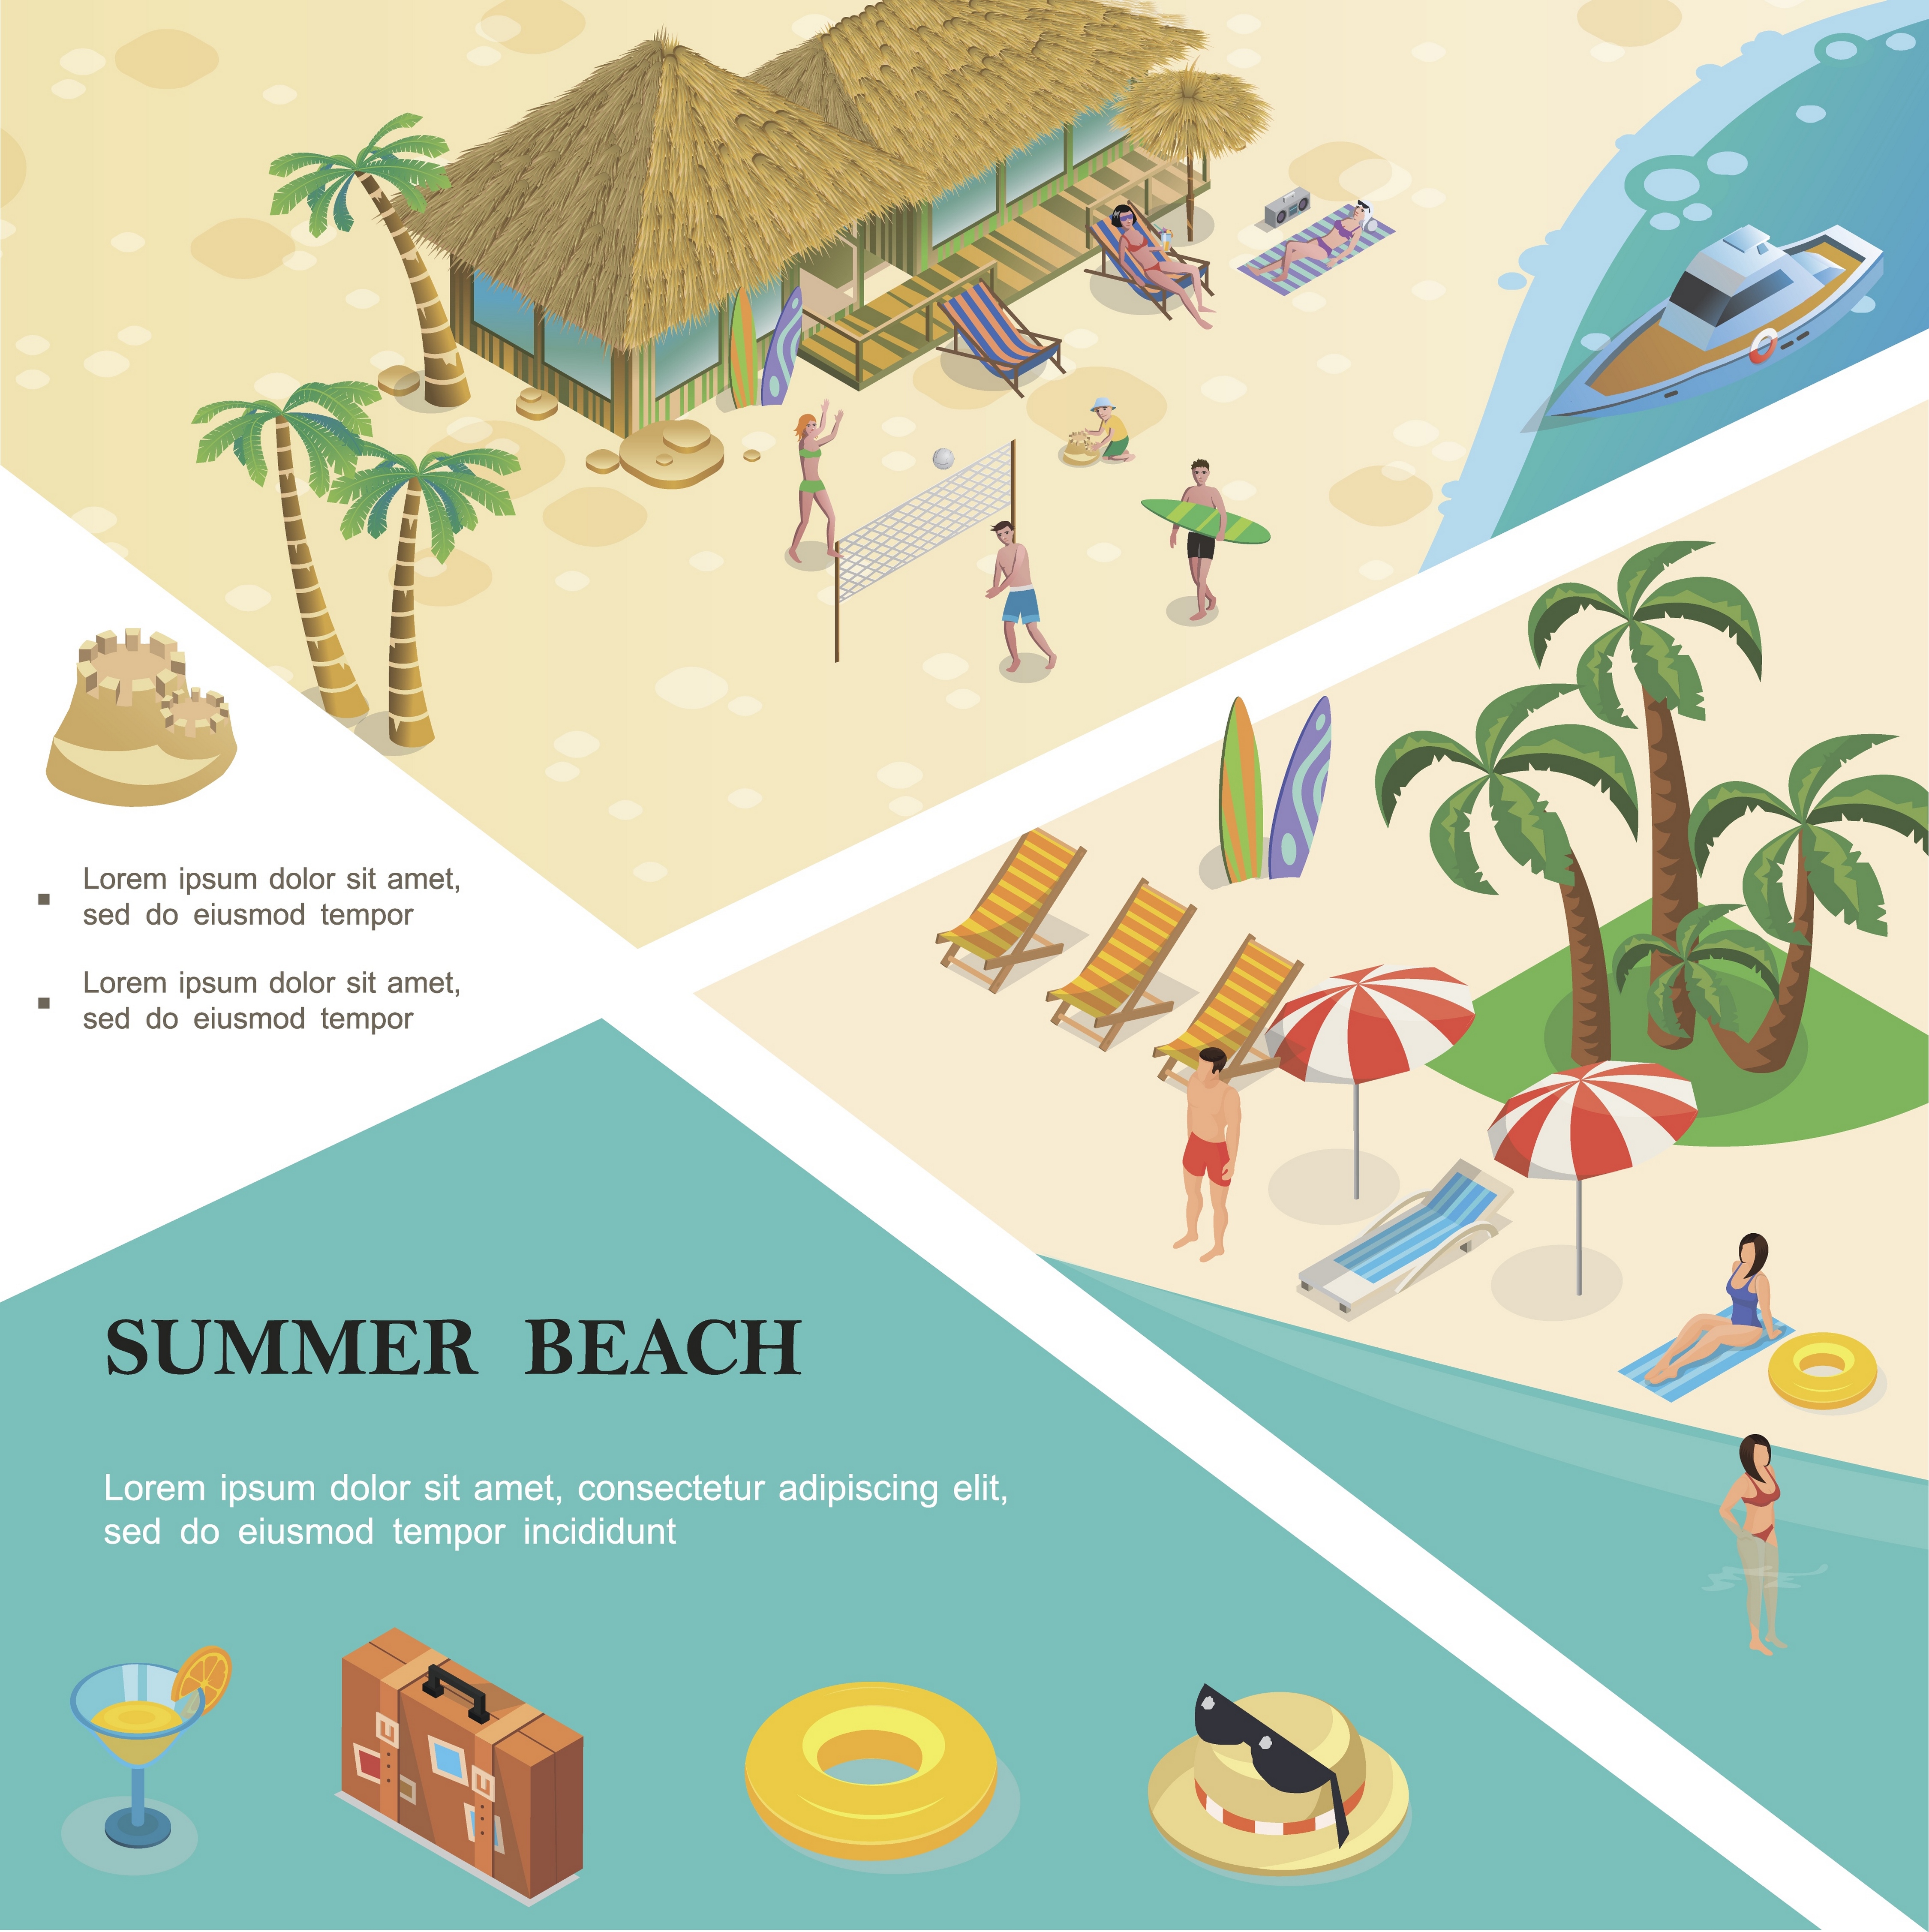 Lorem ipsum dolor sit amet,
sed do eiusmod tempor
Lorem ipsum dolor sit amet,
sed do eiusmod tempor
SUMMER BEACH
Lorem ipsum dolor sit amet, consectetur adipiscing elit,
sed do eiusmod tempor incididunt